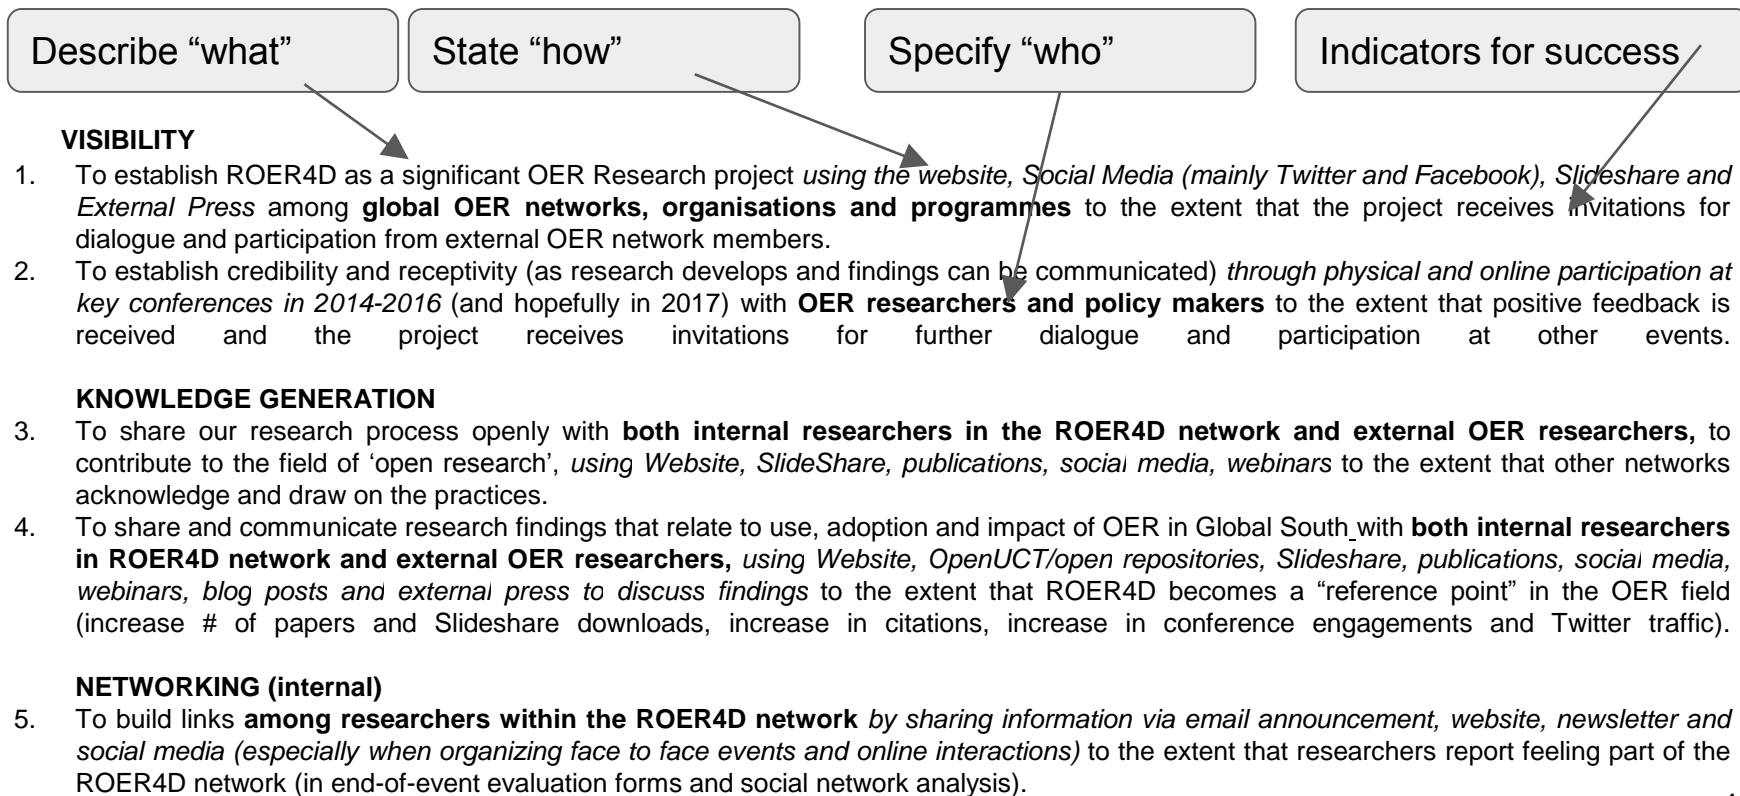 Describe “what”
State “how”
Specify “who”
Indicators for success
VISIBILITY
1. To establish ROER4D as a significant OER Research project using the website, Social Media (mainly Twitter and Facebook), Slideshare and
External Press among global OER networks, organisations and programmes to the extent that the project receives invitations for
dialogue and participation from external OER network members.
2. To establish credibility and receptivity (as research develops and findings can be communicated) through physical and online participation at
key conferences in 2014-2016 (and hopefully in 2017) with OER researchers and policy makers to the extent that positive feedback is
received and the project receives invitations for further dialogue and participation at other events.
KNOWLEDGE GENERATION
3. To share our research process openly with both internal researchers in the ROER4D network and external OER researchers, to
contribute to the field of ‘open research’, using Website, SlideShare, publications, social media, webinars to the extent that other networks
acknowledge and draw on the practices.
4. To share and communicate research findings that relate to use, adoption and impact of OER in Global South with both internal researchers
in ROER4D network and external OER researchers, using Website, OpenUCT/open repositories, Slideshare, publications, social media,
webinars, blog posts and external press to discuss findings to the extent that ROER4D becomes a “reference point” in the OER field
(increase # of papers and Slideshare downloads, increase in citations, increase in conference engagements and Twitter traffic).
NETWORKING (internal)
5. To build links among researchers within the ROER4D network by sharing information via email announcement, website, newsletter and
social media (especially when organizing face to face events and online interactions) to the extent that researchers report feeling part of the
ROER4D network (in end-of-event evaluation forms and social network analysis).